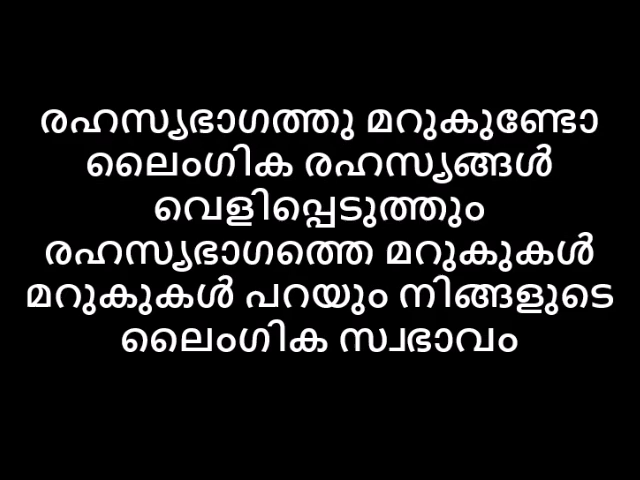 രഹസ്യഭാഗത്തു മറുകുണ്ടോ
ലൈംഗിക രഹസ്യങ്ങൾ
വെളിപ്പെടുത്തും
രഹസ്യഭാഗത്തെ മറുകുകൾ
മറുകുകൾ പറയും നിങ്ങളുടെ
ലൈംഗിക സ്വഭാവം